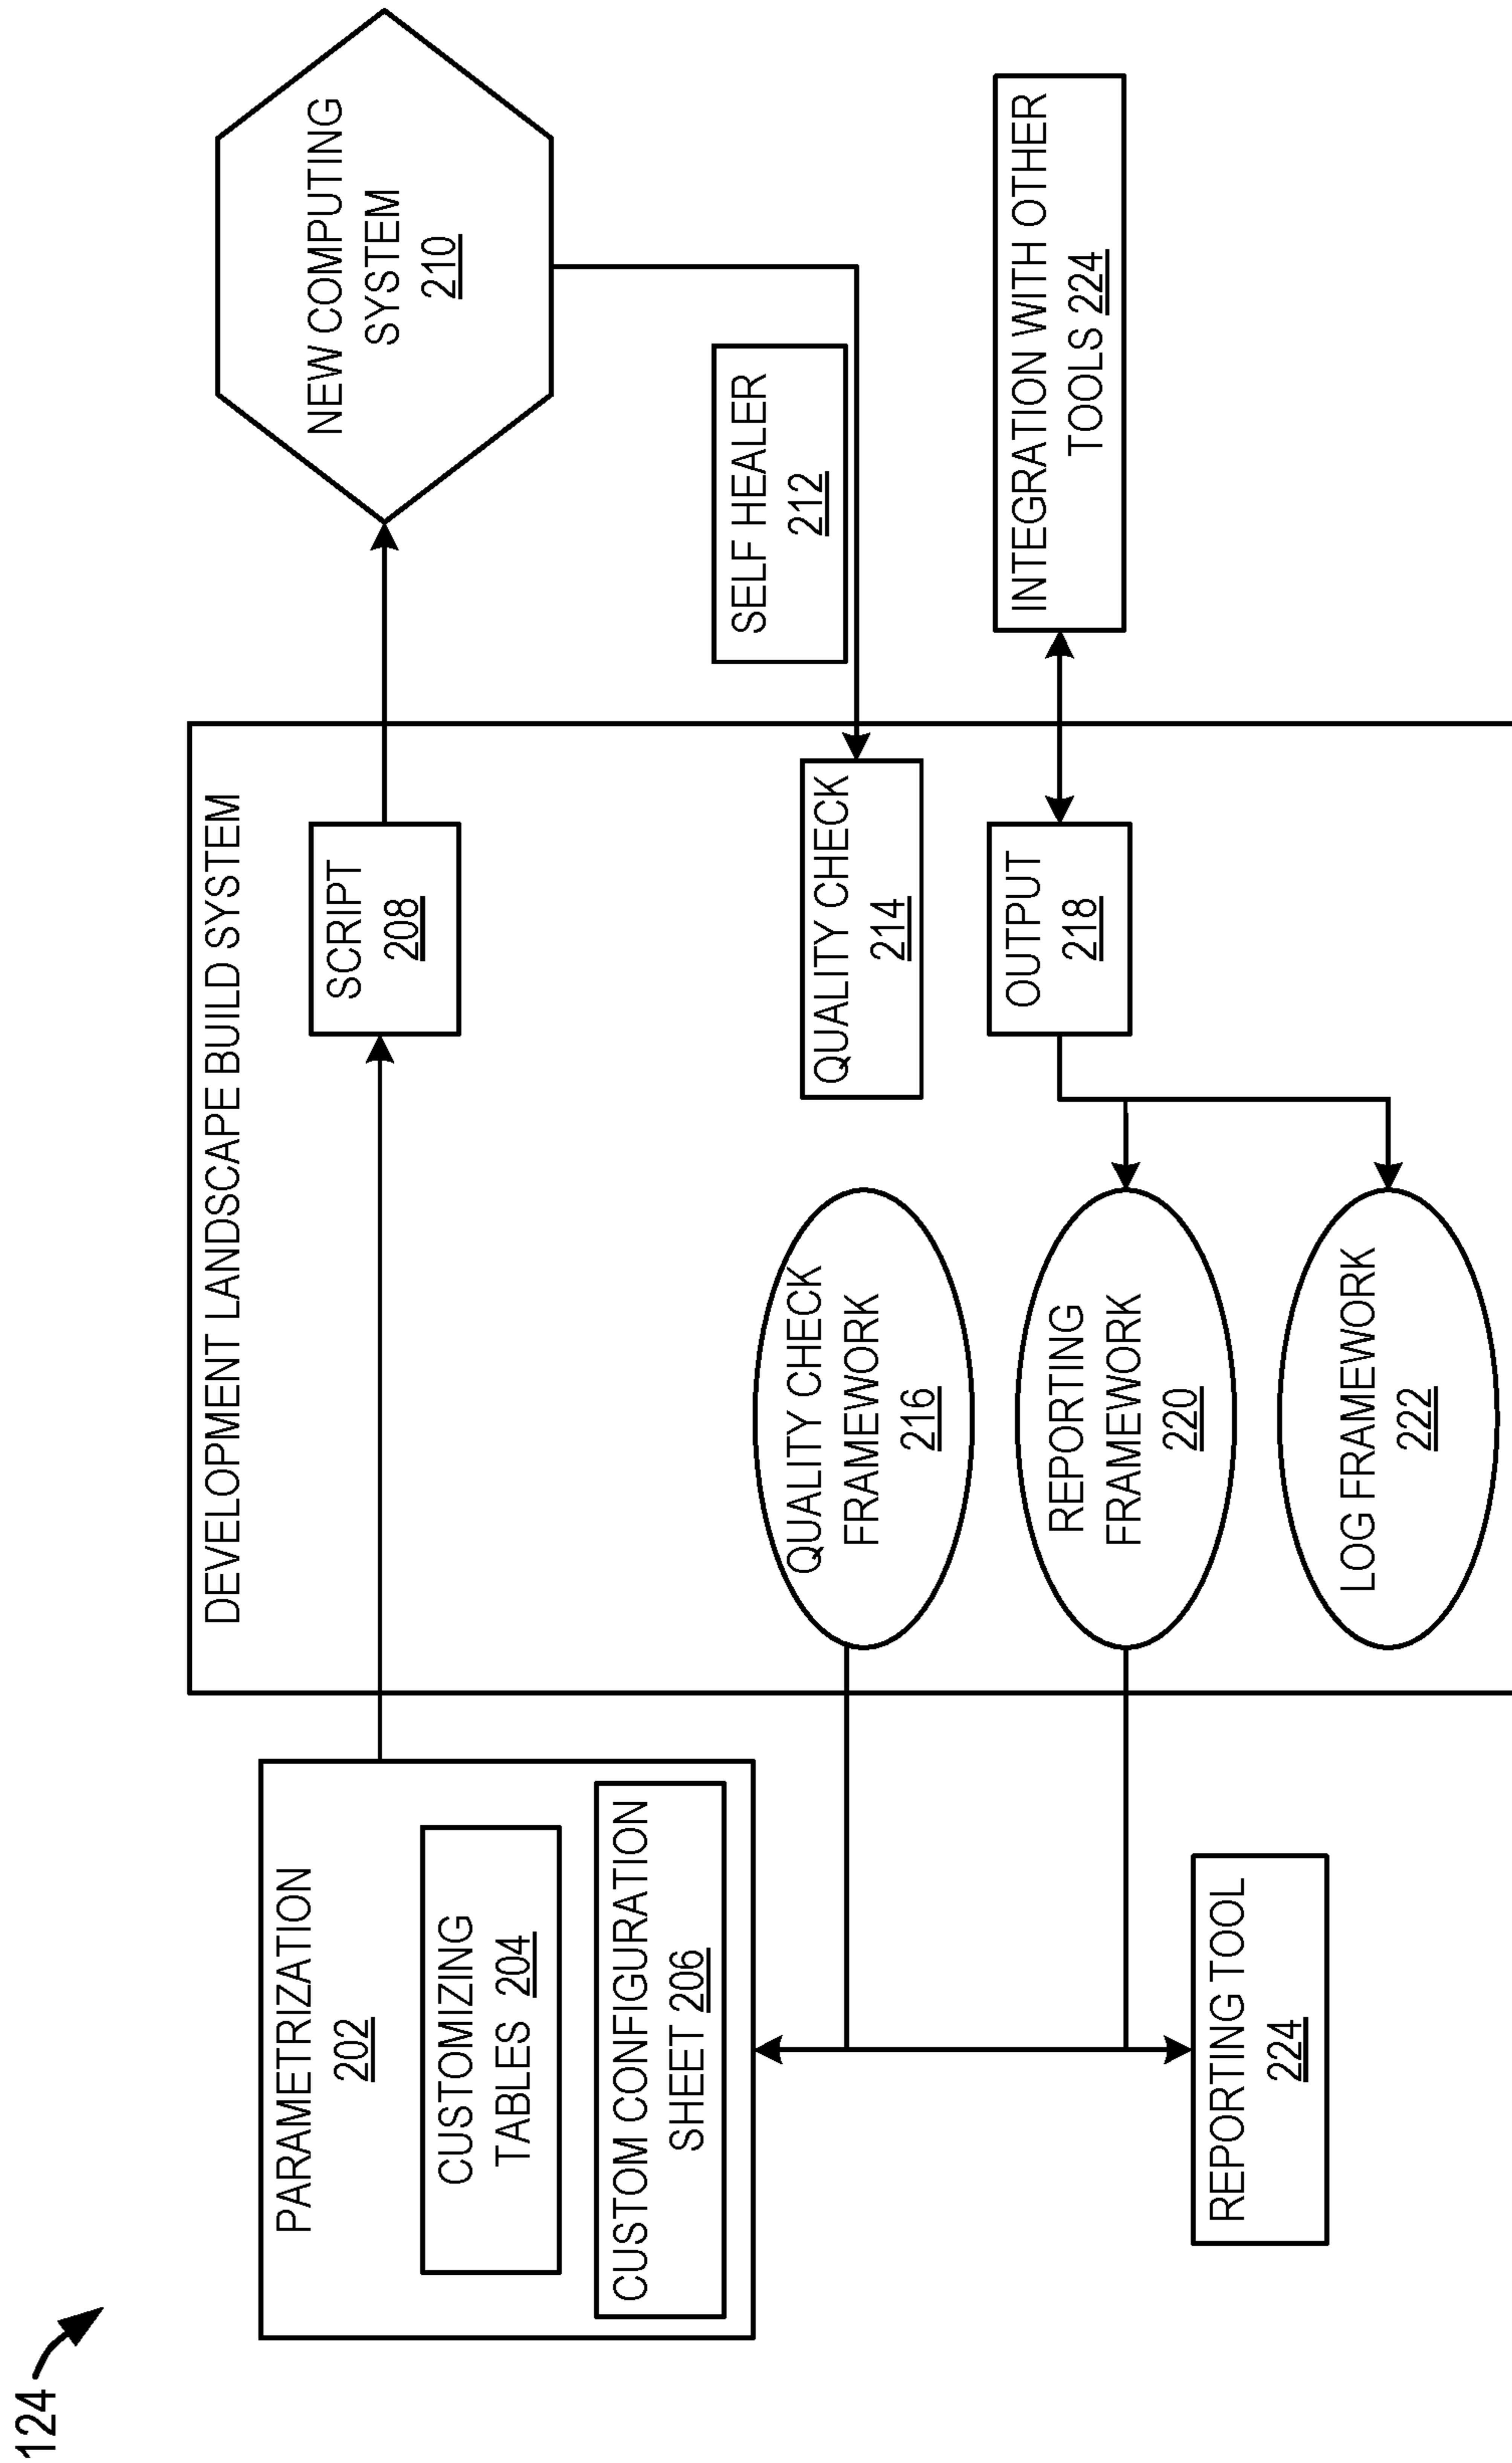 124
PARAMETRIZATION
202
CUSTOMIZING
TABLES 204
CUSTOM CONFIGURATION
SHEET 206
REPORTING TOOL
224
DEVELOPMENT LANDSCAPE BUILD SYSTEM
SCRIPT
208
QUALITY CHECK
FRAMEWORK
216
QUALITY CHECK
214
REPORTING
FRAMEWORK
220
OUTPUT
218
LOG FRAMEWORK
222
NEW COMPUTING
SYSTEM
210
SELF HEALER
212
INTEGRATION WITH OTHER
TOOLS 224